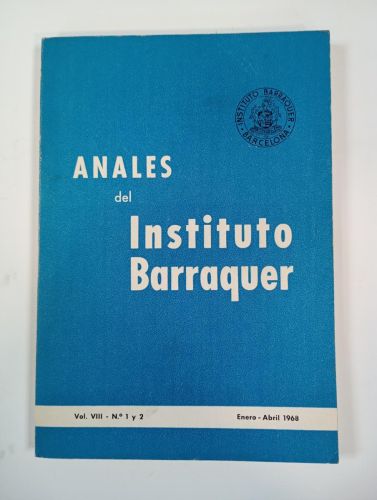 INSTITUTO BARRAQUER
BARCELONA
ANALES
del
Instituto
Barraquer
Vol. VIII - N.º 1 y 2
Enero - Abril 1968